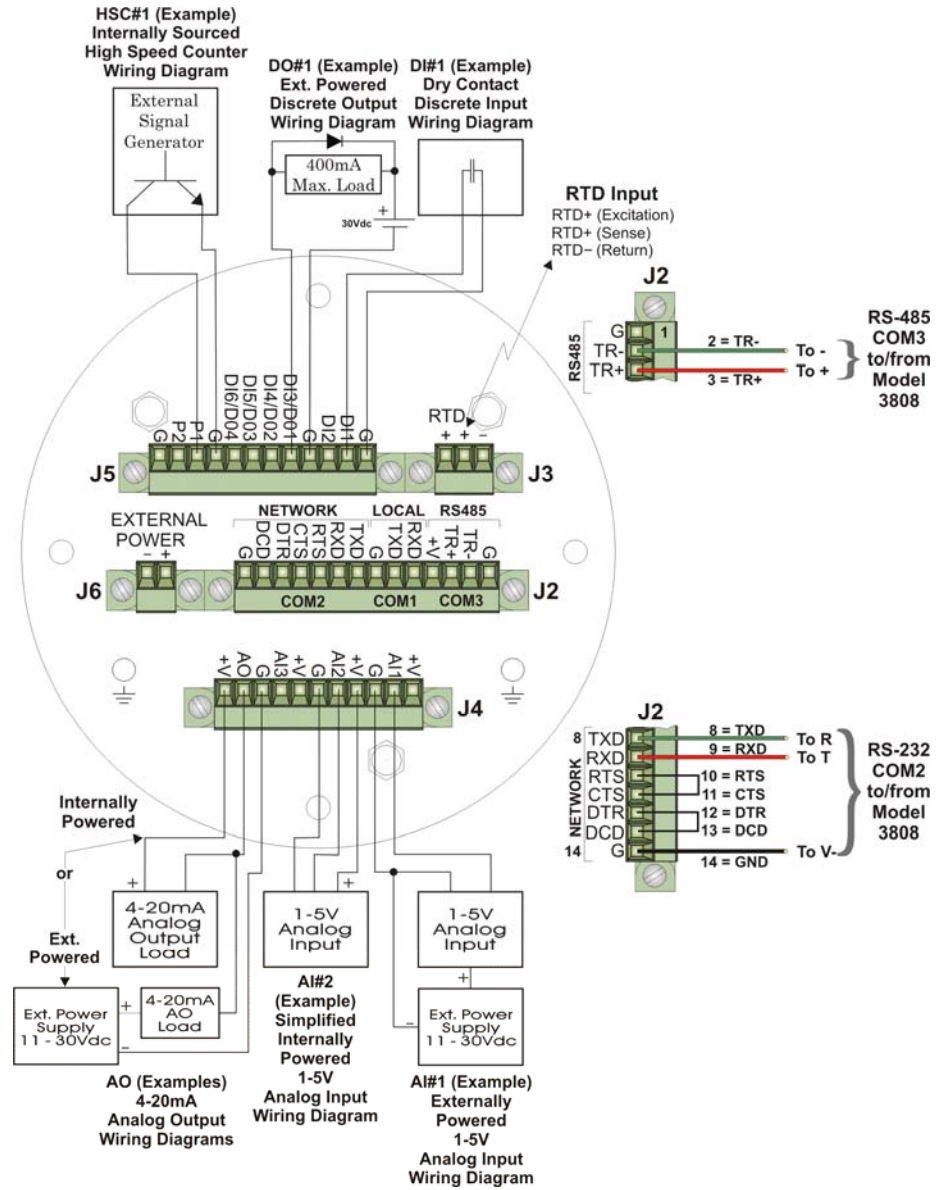 HSC#1 (Example)
Internally Sourced
High Speed Counter
Wiring Diagram
External
Signal
Generator
DO#1 (Example)
Ext. Powered
Discrete Output
Wiring Diagram
400mA
Max. Load
+
30Vdc
DI#1 (Example)
Dry Contact
Discrete Input
Wiring Diagram
RTD Input
RTD+ (Excitation)
RTD+ (Sense)
RTD− (Return)
J2
RS485
G
TR-
TR+
1
2 = TR-
3 = TR+
To -
To +
RS-485
COM3
to/from
Model
3808
J5
G
P2
P1
G
DI6/D04
DI5/D03
DI4/D02
DI3/D01
G
DI2
DI1
G
RTD
+ + −
J3
EXTERNAL
POWER
− +
J6
NETWORK
LOCAL
RS485
G
DCD
DTR
CTS
RTS
RXD
TXD
G
TXD
RXD
+V
TR+
TR-
G
COM2
COM1
COM3
J2
+V
AO
G
AI3
+V
G
AI2
+V
G
AI1
+V
J4
J2
NETWORK
8
14
TXD
RXD
RTS
CTS
DTR
DCD
G
8 = TXD
9 = RXD
10 = RTS
11 = CTS
12 = DTR
13 = DCD
14 = GND
To R
To T
To V-
RS-232
COM2
to/from
Model
3808
Internally
Powered
or
Ext.
Powered
+
4-20mA
Analog
Output
Load
Ext. Power
Supply
11 - 30Vdc
+
−
4-20mA
AO
Load
AO (Examples)
4-20mA
Analog Output
Wiring Diagrams
+
1-5V
Analog
Input
AI#2
(Example)
Simplified
Internally
Powered
1-5V
Analog Input
Wiring Diagram
1-5V
Analog
Input
+
−
Ext. Power
Supply
11 - 30Vdc
AI#1 (Example)
Externally
Powered
1-5V
Analog Input
Wiring Diagram